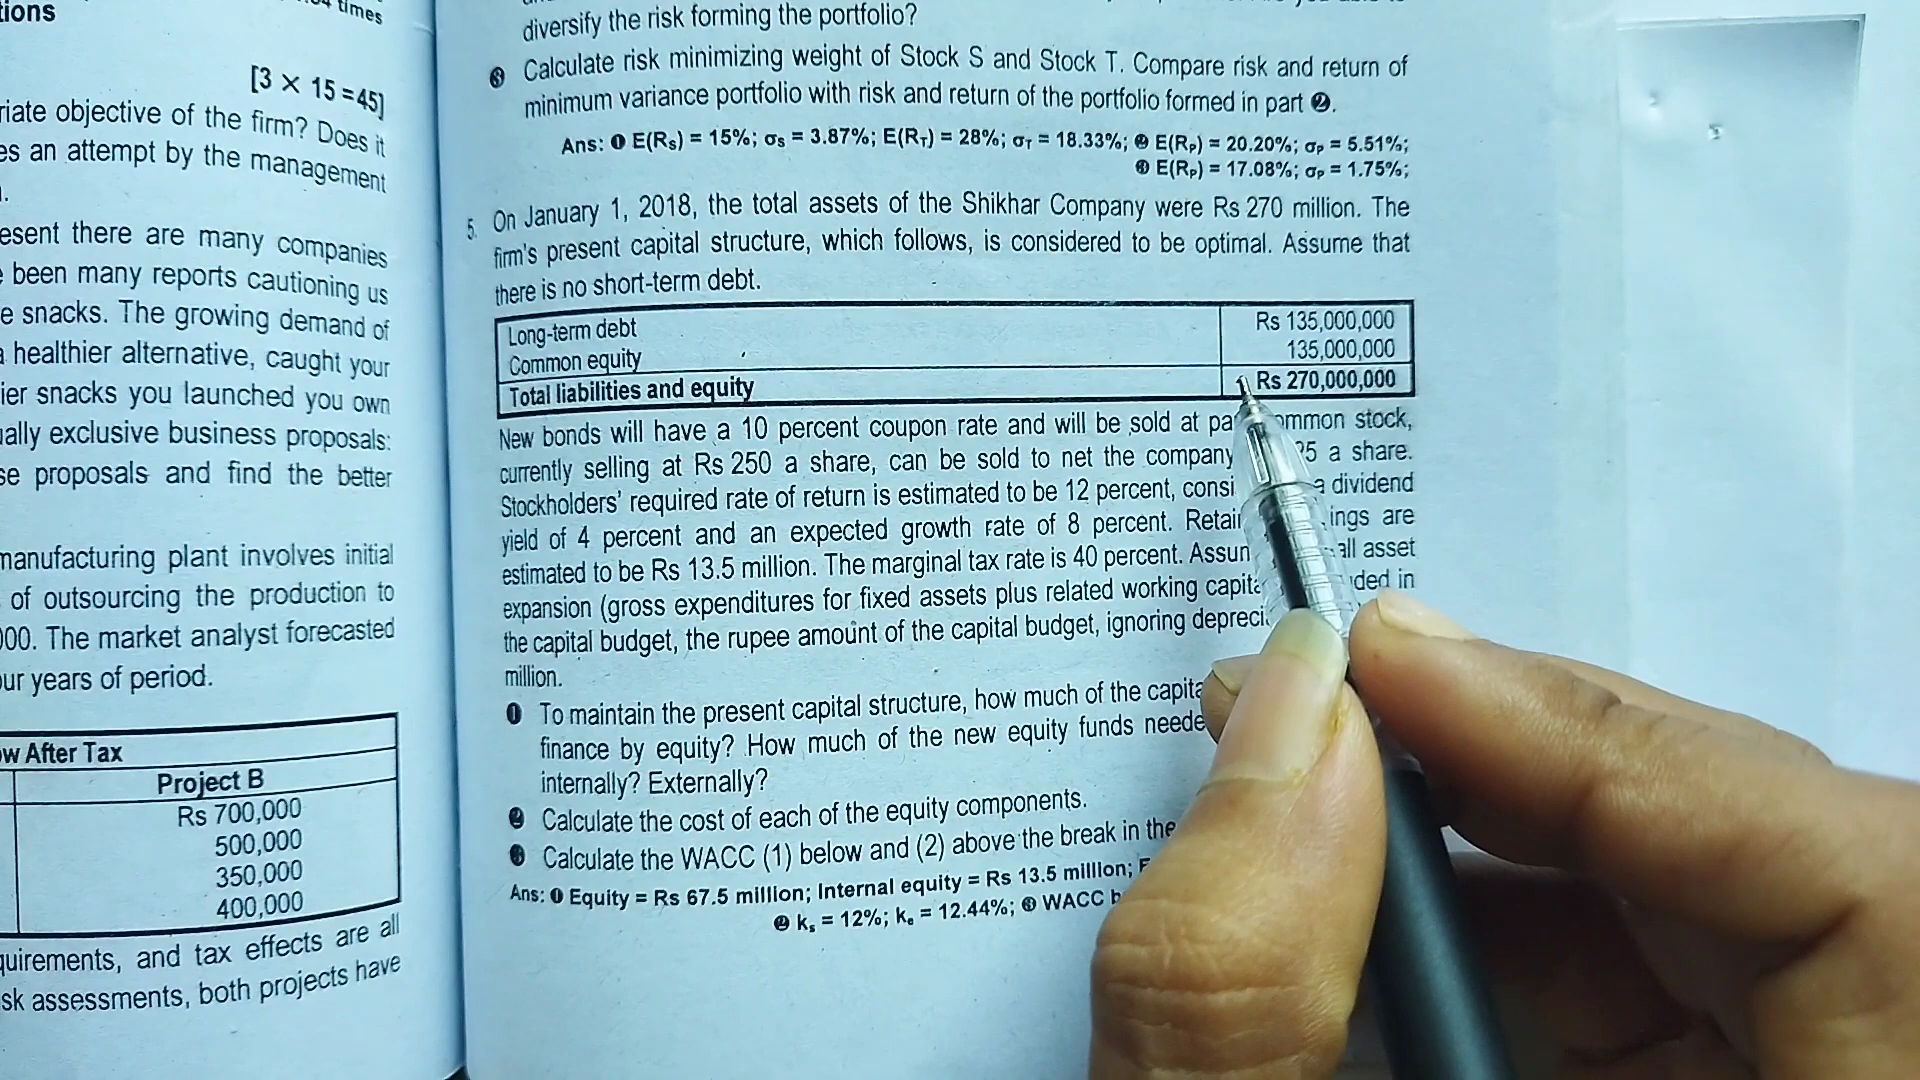 tions
times
[3 × 15 =45]
riate objective of the firm? Does it
es an attempt by the management
esent there are many companies
been many reports cautioning us
e snacks. The growing demand of
a healthier alternative, caught your
ier snacks you launched you own
ually exclusive business proposals:
se proposals and find the better
manufacturing plant involves initial
of outsourcing the production to
000. The market analyst forecasted
our years of period.
ow After Tax
Project B
Rs 700,000
500,000
350,000
400,000
quirements, and tax effects are all
sk assessments, both projects have
diversify the risk forming the portfolio?
❸ Calculate risk minimizing weight of Stock S and Stock T. Compare risk and return of
minimum variance portfolio with risk and return of the portfolio formed in part ❷.
Ans: ❶ E(Rs) = 15%; σs = 3.87%; E(RT) = 28%; σT = 18.33%; ❷ E(RP) = 20.20%; σP = 5.51%;
❸ E(RP) = 17.08%; σP = 1.75%;
5. On January 1, 2018, the total assets of the Shikhar Company were Rs 270 million. The
firm's present capital structure, which follows, is considered to be optimal. Assume that
there is no short-term debt.
Long-term debt Rs 135,000,000
Common equity 135,000,000
Total liabilities and equity Rs 270,000,000
New bonds will have a 10 percent coupon rate and will be sold at pa ommon stock,
currently selling at Rs 250 a share, can be sold to net the company 25 a share.
Stockholders' required rate of return is estimated to be 12 percent, consi a dividend
yield of 4 percent and an expected growth rate of 8 percent. Retai ings are
estimated to be Rs 13.5 million. The marginal tax rate is 40 percent. Assum all asset
expansion (gross expenditures for fixed assets plus related working capita uded in
the capital budget, the rupee amount of the capital budget, ignoring depreci
million.
❶ To maintain the present capital structure, how much of the capita
finance by equity? How much of the new equity funds neede
internally? Externally?
❷ Calculate the cost of each of the equity components.
❸ Calculate the WACC (1) below and (2) above the break in the
Ans: ❶ Equity = Rs 67.5 million; Internal equity = Rs 13.5 million; E
❷ ks = 12%; ke = 12.44%; ❸ WACC b